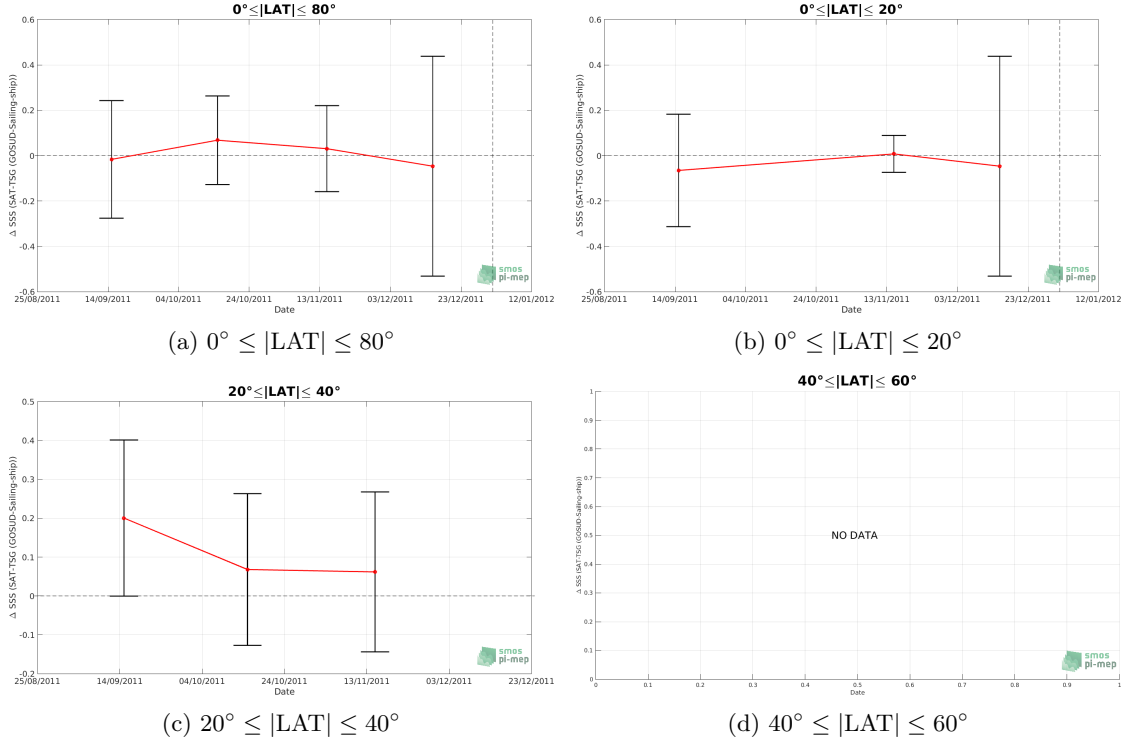 0°≤|LAT|≤ 80°
0.6
0.4
0.2
0
-0.2
-0.4
-0.6
Δ SSS (SAT-TSG (GOSUD-Sailing-ship))
25/08/2011 14/09/2011 04/10/2011 24/10/2011 13/11/2011 03/12/2011 23/12/2011 12/01/2012
Date
smos
pi-mep
(a) 0° ≤ |LAT| ≤ 80°
0°≤|LAT|≤ 20°
0.6
0.4
0.2
0
-0.2
-0.4
-0.6
Δ SSS (SAT-TSG (GOSUD-Sailing-ship))
25/08/2011 14/09/2011 04/10/2011 24/10/2011 13/11/2011 03/12/2011 23/12/2011 12/01/2012
Date
smos
pi-mep
(b) 0° ≤ |LAT| ≤ 20°
20°≤|LAT|≤ 40°
0.5
0.4
0.3
0.2
0.1
0
-0.1
-0.2
Δ SSS (SAT-TSG (GOSUD-Sailing-ship))
25/08/2011 14/09/2011 04/10/2011 24/10/2011 13/11/2011 03/12/2011 23/12/2011
Date
smos
pi-mep
(c) 20° ≤ |LAT| ≤ 40°
40°≤|LAT|≤ 60°
1
0.9
0.8
0.7
0.6
0.5
0.4
0.3
0.2
0.1
0
Δ SSS (SAT-TSG (GOSUD-Sailing-ship))
NO DATA
0 0.1 0.2 0.3 0.4 0.5 0.6 0.7 0.8 0.9 1
Date
smos
pi-mep
(d) 40° ≤ |LAT| ≤ 60°